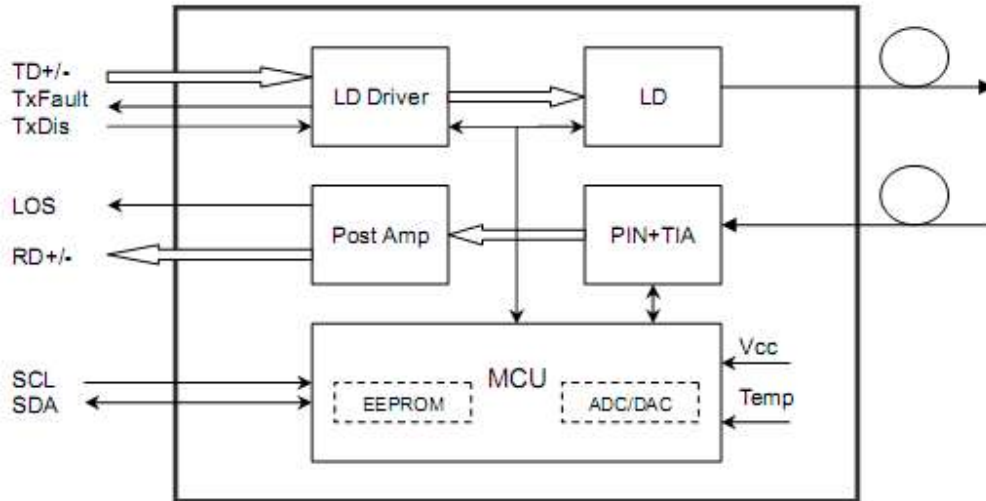 TD+/-
TxFault
TxDis
LD Driver
LD
LOS
RD+/-
Post Amp
PIN+TIA
SCL
SDA
MCU
EEPROM
ADC/DAC
Vcc
Temp